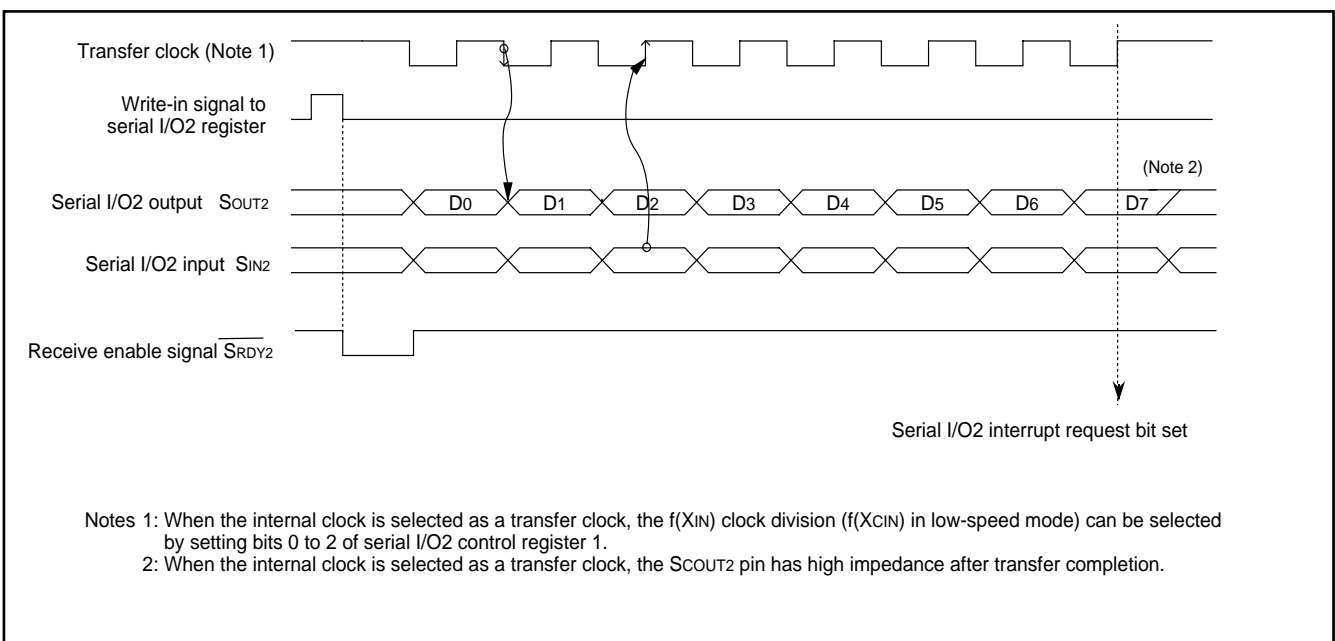 Transfer clock (Note 1)
Write-in signal to
serial I/O2 register
(Note 2)
Serial I/O2 output SOUT2
D0 D1 D2 D3 D4 D5 D6 D7
Serial I/O2 input SIN2
Receive enable signal SRDY2
Serial I/O2 interrupt request bit set
Notes 1: When the internal clock is selected as a transfer clock, the f(XIN) clock division (f(XCIN) in low-speed mode) can be selected
by setting bits 0 to 2 of serial I/O2 control register 1.
2: When the internal clock is selected as a transfer clock, the SCOUT2 pin has high impedance after transfer completion.